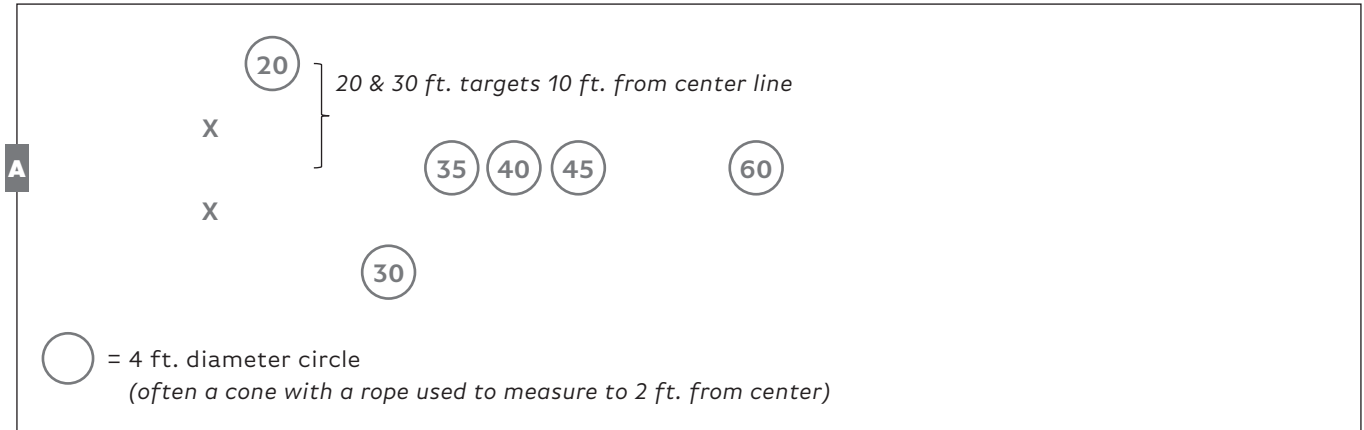 20
20 & 30 ft. targets 10 ft. from center line
X
A
35 40 45 60
X
30
= 4 ft. diameter circle
(often a cone with a rope used to measure to 2 ft. from center)